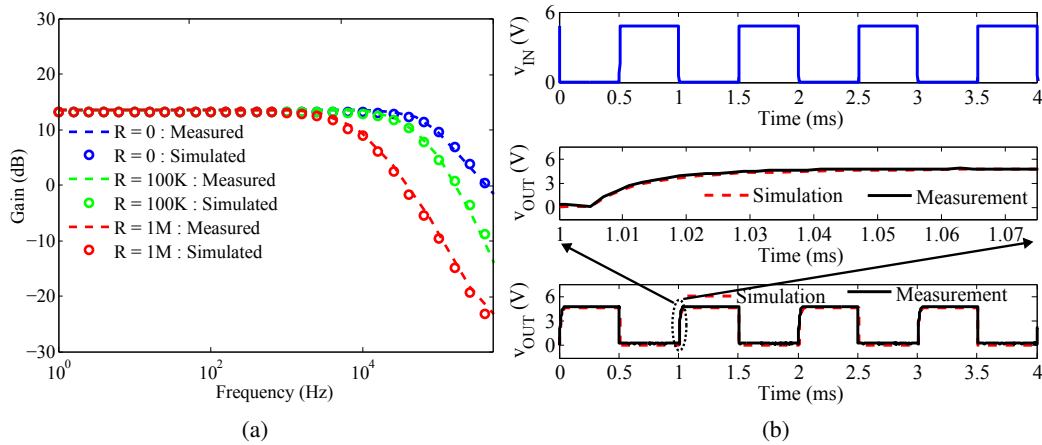 30
20
10
0
−10
−20
−30
Gain (dB)
R = 0 : Measured
R = 0 : Simulated
R = 100K : Measured
R = 100K : Simulated
R = 1M : Measured
R = 1M : Simulated
10^0 10^2 10^4
Frequency (Hz)
(a)
6
0
v_IN (V)
0 0.5 1 1.5 2 2.5 3 3.5 4
Time (ms)
6
3
0
v_OUT (V)
Simulation Measurement
1 1.01 1.02 1.03 1.04 1.05 1.06 1.07
Time (ms)
6
3
0
v_OUT (V)
Simulation Measurement
0 0.5 1 1.5 2 2.5 3 3.5 4
Time (ms)
(b)